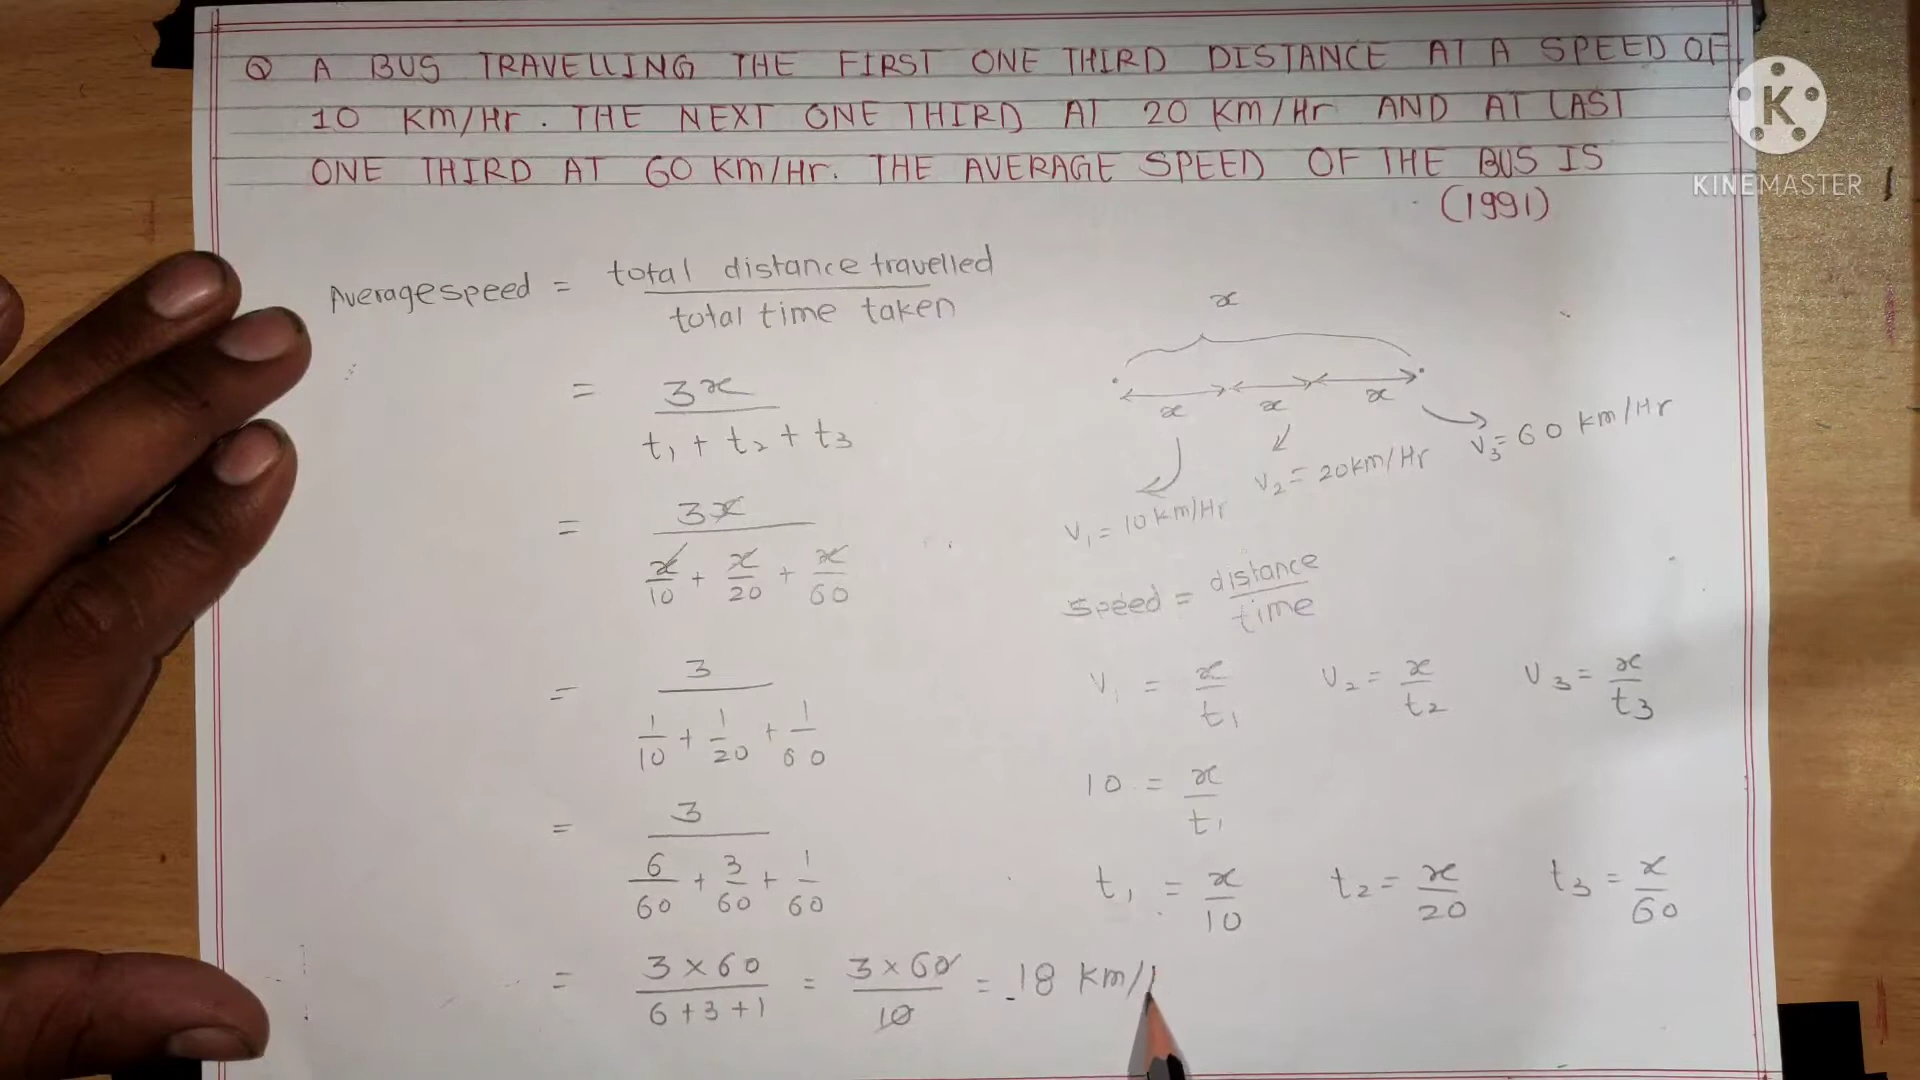 Q A BUS TRAVELLING THE FIRST ONE THIRD DISTANCE AT A SPEED OF
10 KM/Hr. THE NEXT ONE THIRD AT 20 KM/Hr AND AT LAST
ONE THIRD AT 60 KM/Hr. THE AVERAGE SPEED OF THE BUS IS
(1991)
K
KINEMASTER
Average speed = total distance travelled / total time taken
= 3x / t₁ + t₂ + t₃
= 3x / x/10 + x/20 + x/60
= 3 / 1/10 + 1/20 + 1/60
= 3 / 6/60 + 3/60 + 1/60
= 3 × 60 / 6 + 3 + 1 = 3 × 60 / 10 = 18 Km/
x
x x x
V₁ = 10 Km/Hr V₂ = 20 Km/Hr V₃ = 60 Km/Hr
Speed = distance / time
V₁ = x/t₁ V₂ = x/t₂ V₃ = x/t₃
10 = x/t₁
t₁ = x/10 t₂ = x/20 t₃ = x/60